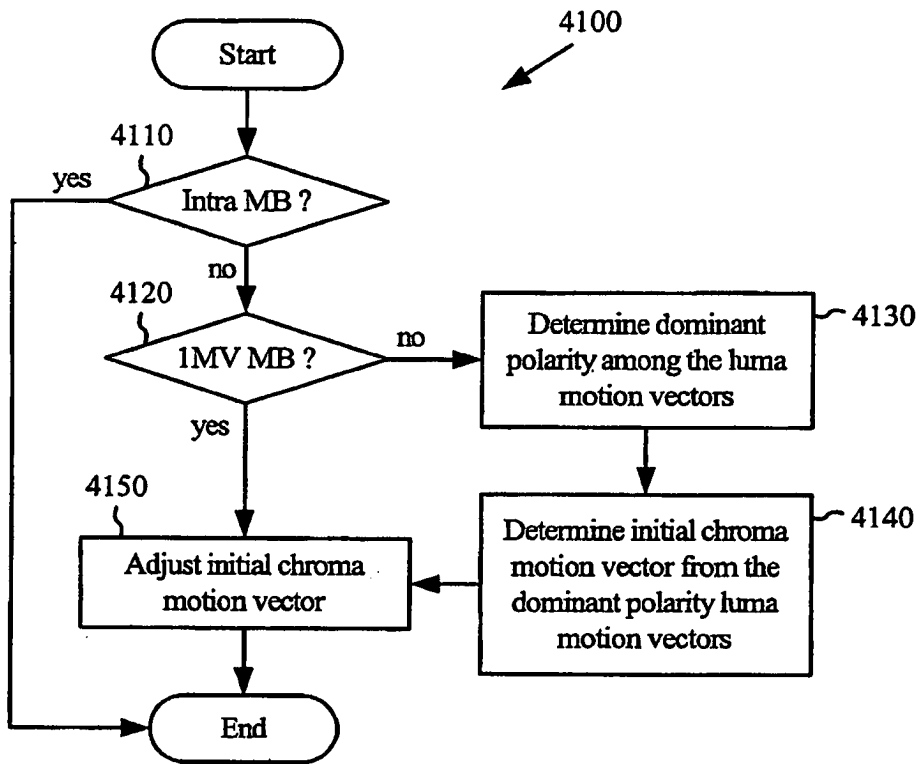 4100
Start
4110
yes
Intra MB ?
no
4120
1MV MB ?
no
Determine dominant
polarity among the luma
motion vectors
4130
yes
4150
Adjust initial chroma
motion vector
Determine initial chroma
motion vector from the
dominant polarity luma
motion vectors
4140
End